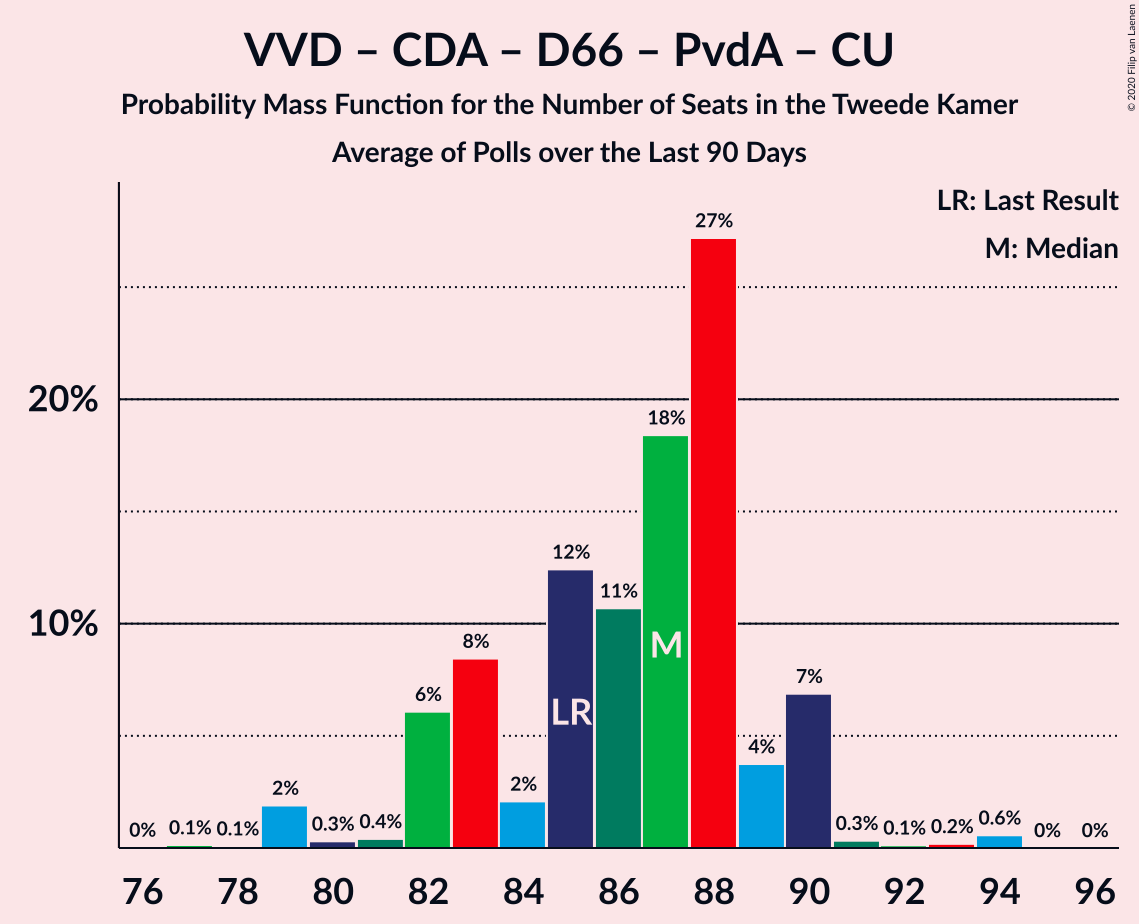 VVD – CDA – D66 – PvdA – CU
Probability Mass Function for the Number of Seats in the Tweede Kamer
Average of Polls over the Last 90 Days
© 2020 Filip van Laenen
LR: Last Result
M: Median
20%
10%
0%
0.1%
0.1%
2%
0.3%
0.4%
6%
8%
2%
12%
11%
18%
27%
4%
7%
0.3%
0.1%
0.2%
0.6%
0%
0%
LR
M
76 78 80 82 84 86 88 90 92 94 96